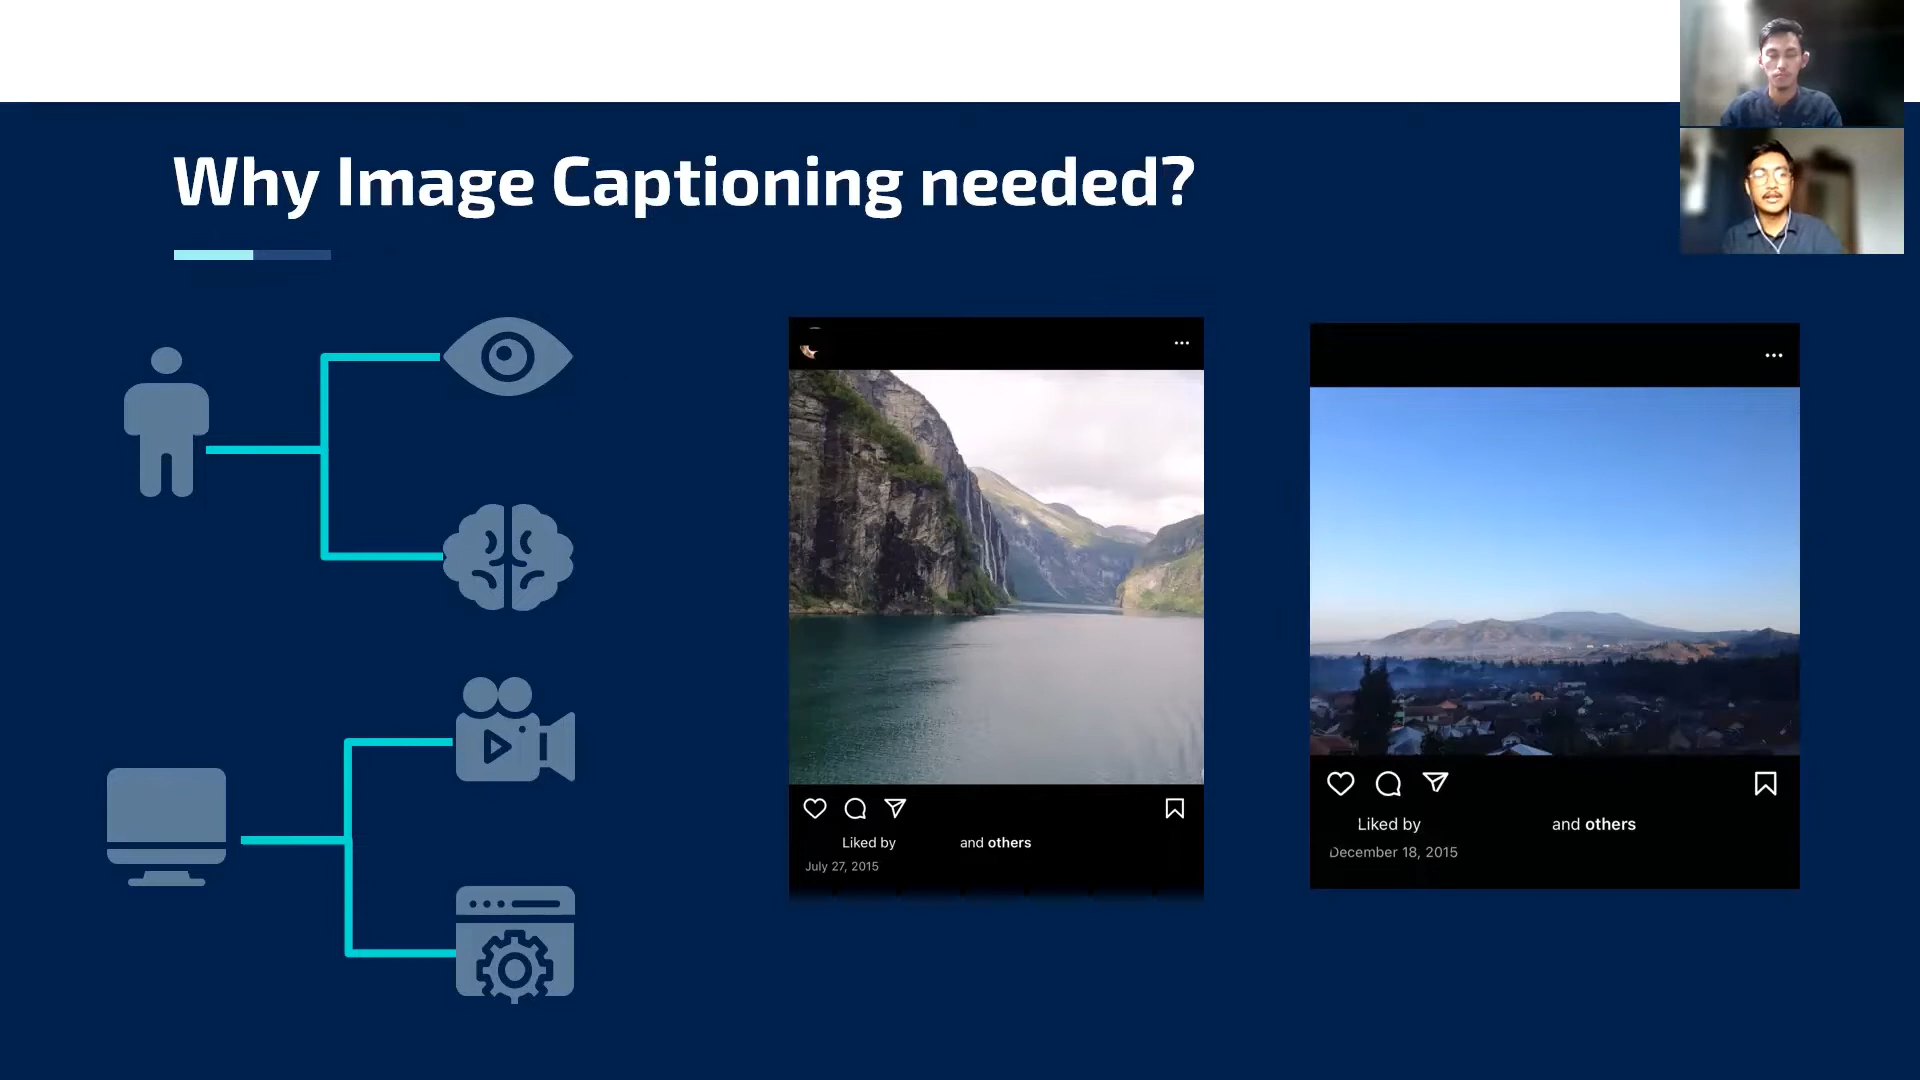 Why Image Captioning needed?
Liked by and others
July 27, 2015
Liked by and others
December 18, 2015